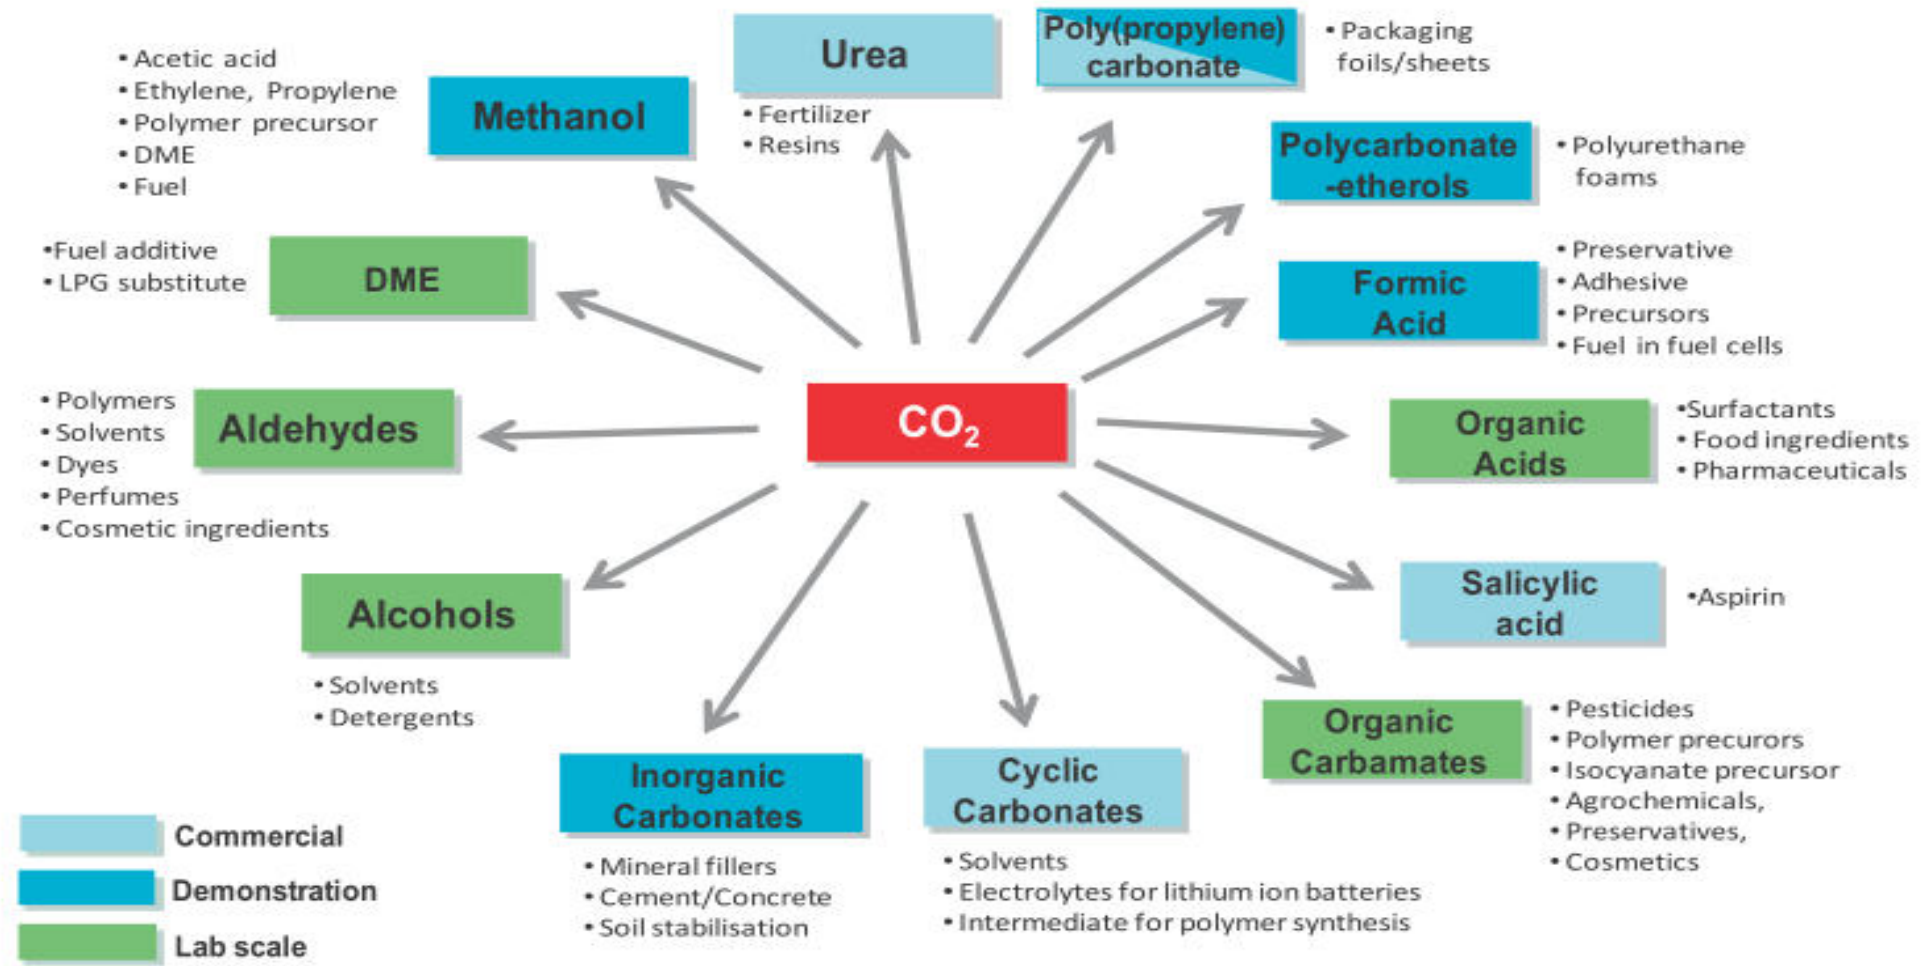 • Acetic acid
• Ethylene, Propylene
• Polymer precursor
• DME
• Fuel
Methanol
Urea
• Fertilizer
• Resins
Poly(propylene)
carbonate
• Packaging
foils/sheets
Polycarbonate
-etherols
• Polyurethane
foams
•Fuel additive
• LPG substitute
DME
Formic
Acid
• Preservative
• Adhesive
• Precursors
• Fuel in fuel cells
• Polymers
• Solvents
• Dyes
• Perfumes
• Cosmetic ingredients
Aldehydes
CO₂
Organic
Acids
•Surfactants
• Food ingredients
• Pharmaceuticals
Alcohols
• Solvents
• Detergents
Salicylic
acid
•Aspirin
Inorganic
Carbonates
• Mineral fillers
• Cement/Concrete
• Soil stabilisation
Cyclic
Carbonates
• Solvents
• Electrolytes for lithium ion batteries
• Intermediate for polymer synthesis
Organic
Carbamates
• Pesticides
• Polymer precurors
• Isocyanate precursor
• Agrochemicals,
• Preservatives,
• Cosmetics
Commercial
Demonstration
Lab scale